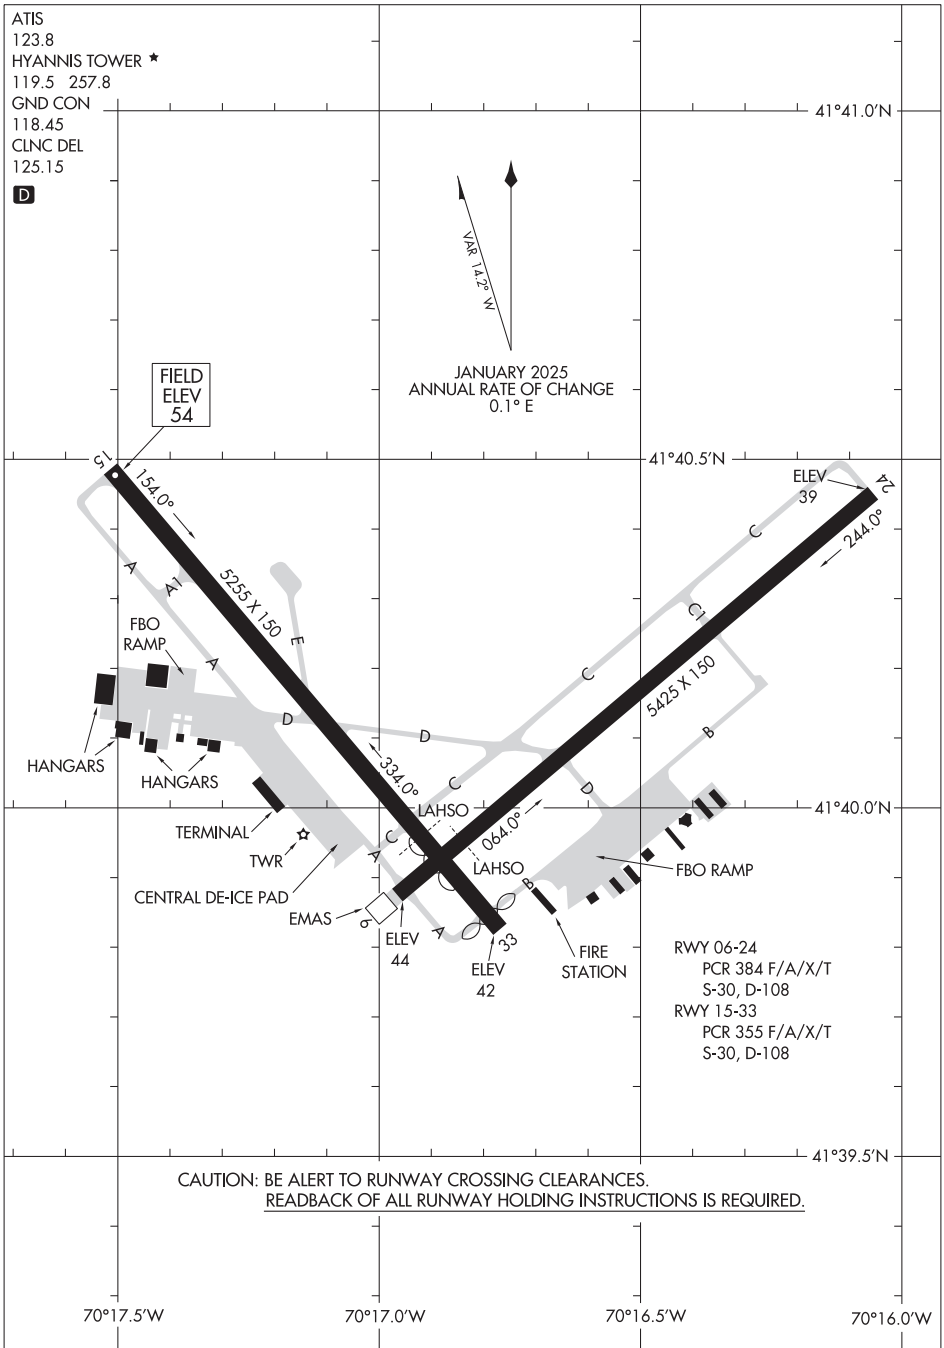 ATIS
123.8
HYANNIS TOWER ★
119.5 257.8
GND CON
118.45
CLNC DEL
125.15
D
41°41.0'N
VAR 14.2° W
JANUARY 2025
ANNUAL RATE OF CHANGE
0.1° E
FIELD
ELEV
54
15
154.0°
41°40.5'N
ELEV
39
24
244.0°
C
A
A1
5255 X 150
FBO
RAMP
E
A
C1
C
5425 X 150
B
D
D
HANGARS
HANGARS
334.0°
C
D
LAHSO
41°40.0'N
TERMINAL
TWR
C
A
064.0°
LAHSO
FBO RAMP
CENTRAL DE-ICE PAD
B
EMAS
6
ELEV
44
A
33
ELEV
42
FIRE
STATION
RWY 06-24
PCR 384 F/A/X/T
S-30, D-108
RWY 15-33
PCR 355 F/A/X/T
S-30, D-108
41°39.5'N
CAUTION: BE ALERT TO RUNWAY CROSSING CLEARANCES.
READBACK OF ALL RUNWAY HOLDING INSTRUCTIONS IS REQUIRED.
70°17.5'W
70°17.0'W
70°16.5'W
70°16.0'W